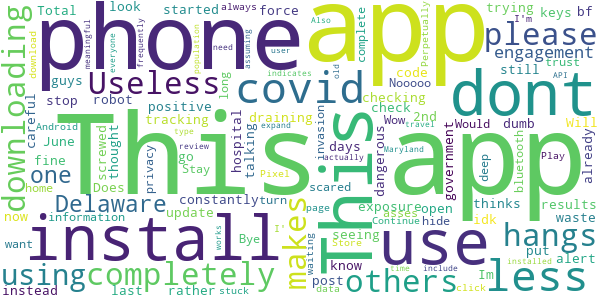 Total look started force trying keys bf
download
meaningful
everyone
frequently
always
population
Perpetually
I'm
assuming
complete
need
user
phone app please
downloading
guys
Useless
code
engagement
careful
stop robot positive
covid
Nooooo
still trust API
Also
indicates
old
long
checking
Android tracking draining
check Wow 2nd
dont
June
screwed
thought
hospital
talking
invasion
dangerous
Would dumb
Will
This app
one
fine
privacy
go
type
review
expand
days
This
travel
Maryland
government
deep
bluetooth
Play
already
Does Stay
scared
actually
Delaware
home Pixel
exposure open thinks results
now information update
constantly turn
page
Continue hide idk waste
install
makes
asses
use
hangs
want
works
I'
waiting
seeing
Im put alert
using completely
Bye
Store
know
time
include
installed
others
click
less
instead last rather stuck
post
data